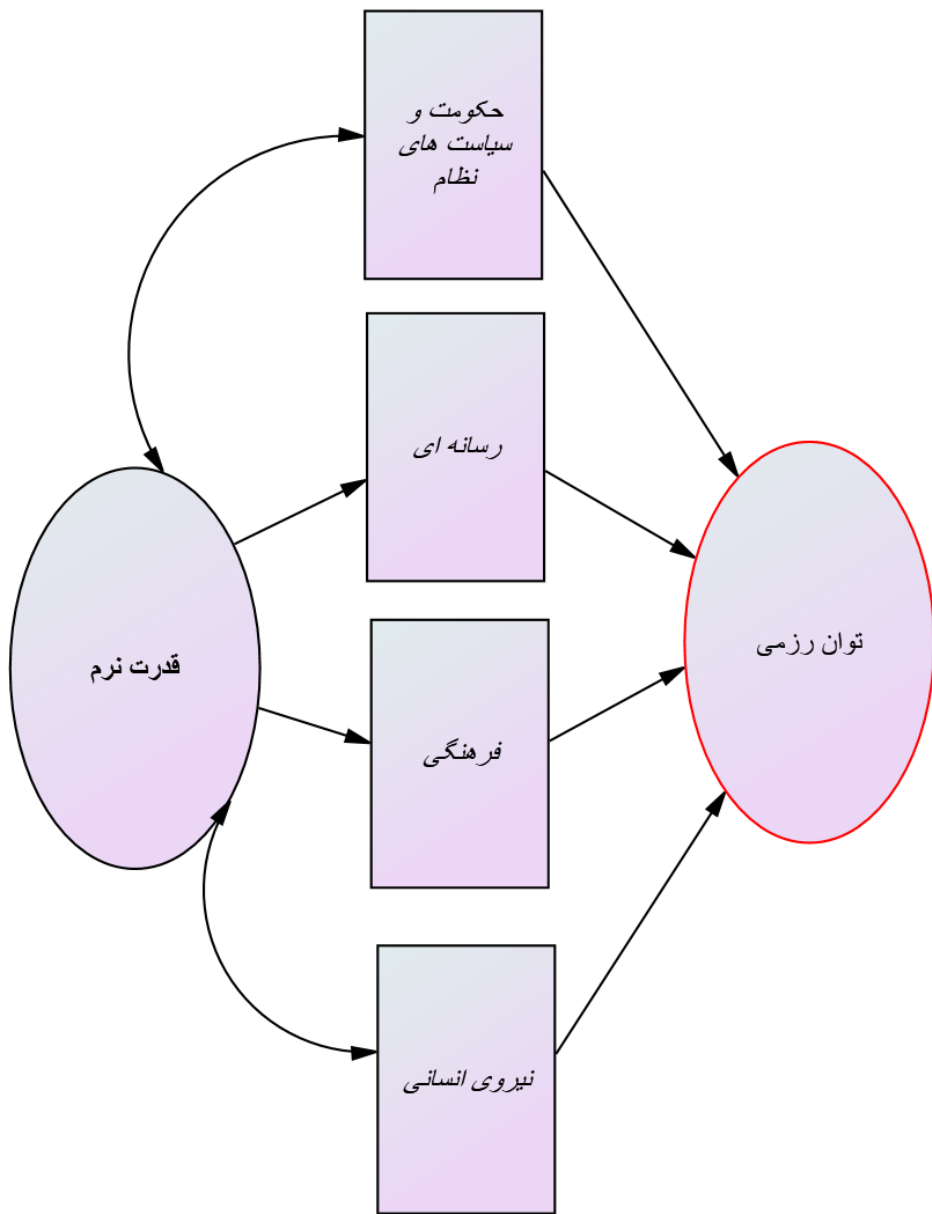 حکومت و
سیاست های
نظام
رسانه ای
قدرت نرم
توان رزمی
فرهنگی
نیروی انسانی